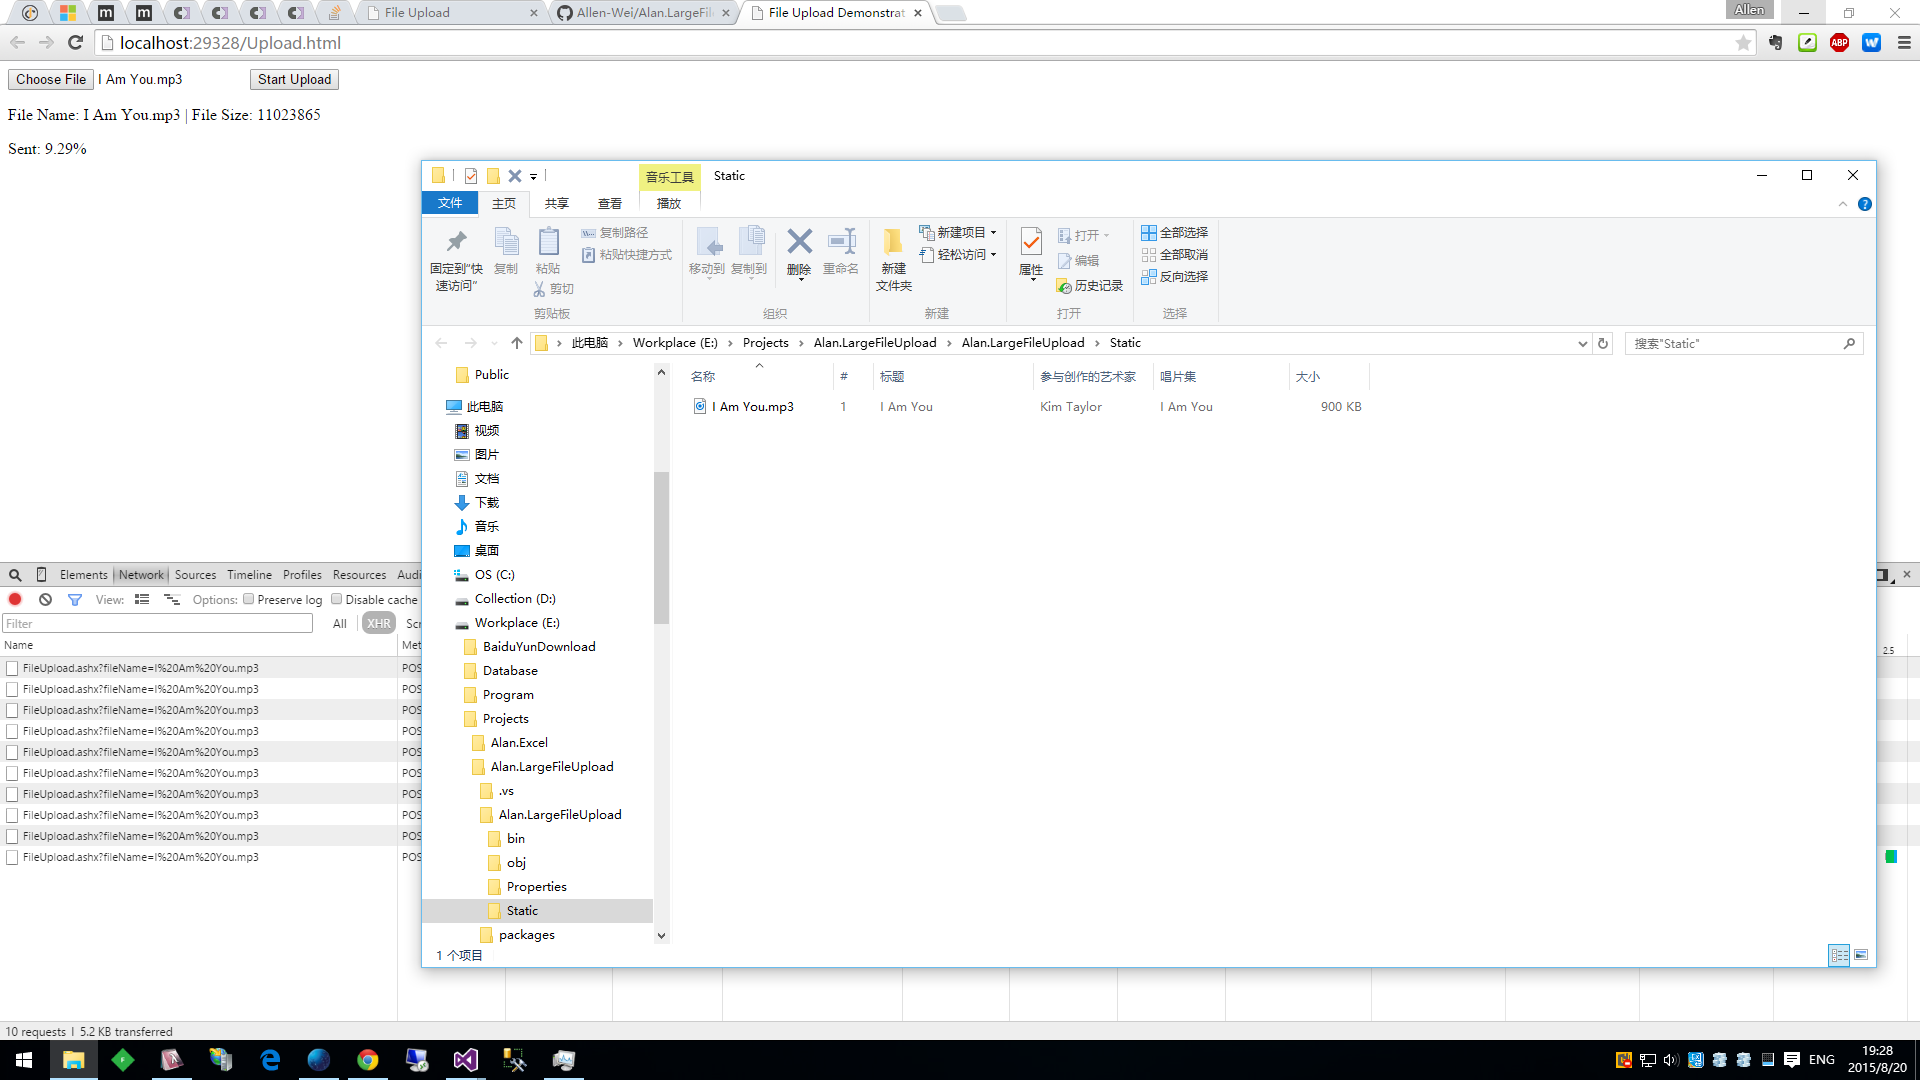 File Upload
Allen-Wei/Alan.LargeFil
File Upload Demonstrat
Allen
localhost:29328/Upload.html
ABP
Choose File I Am You.mp3 Start Upload
File Name: I Am You.mp3 | File Size: 11023865
Sent: 9.29%
音乐工具 Static
文件 主页 共享 查看 播放
固定到"快速访问"
复制
粘贴
复制路径
粘贴快捷方式
剪切
剪贴板
移动到 复制到 删除 重命名
组织
新建文件夹
新建项目
轻松访问
新建
属性
打开
编辑
历史记录
打开
全部选择
全部取消
反向选择
选择
此电脑 Workplace (E:) Projects Alan.LargeFileUpload Alan.LargeFileUpload Static
搜索"Static"
名称 # 标题 参与创作的艺术家 唱片集 大小
I Am You.mp3 1 I Am You Kim Taylor I Am You 900 KB
Public
此电脑
视频
图片
文档
下载
音乐
桌面
OS (C:)
Collection (D:)
Workplace (E:)
BaiduYunDownload
Database
Program
Projects
Alan.Excel
Alan.LargeFileUpload
.vs
Alan.LargeFileUpload
bin
obj
Properties
Static
packages
1 个项目
Elements Network Sources Timeline Profiles Resources Audi
View: Options: Preserve log Disable cache
Filter All XHR Scr
Name Met
2.5
FileUpload.ashx?fileName=I%20Am%20You.mp3 POS
FileUpload.ashx?fileName=I%20Am%20You.mp3 POS
FileUpload.ashx?fileName=I%20Am%20You.mp3 POS
FileUpload.ashx?fileName=I%20Am%20You.mp3 POS
FileUpload.ashx?fileName=I%20Am%20You.mp3 POS
FileUpload.ashx?fileName=I%20Am%20You.mp3 POS
FileUpload.ashx?fileName=I%20Am%20You.mp3 POS
FileUpload.ashx?fileName=I%20Am%20You.mp3 POS
FileUpload.ashx?fileName=I%20Am%20You.mp3 POS
FileUpload.ashx?fileName=I%20Am%20You.mp3 POS
10 requests | 5.2 KB transferred
ENG
19:28
2015/8/20